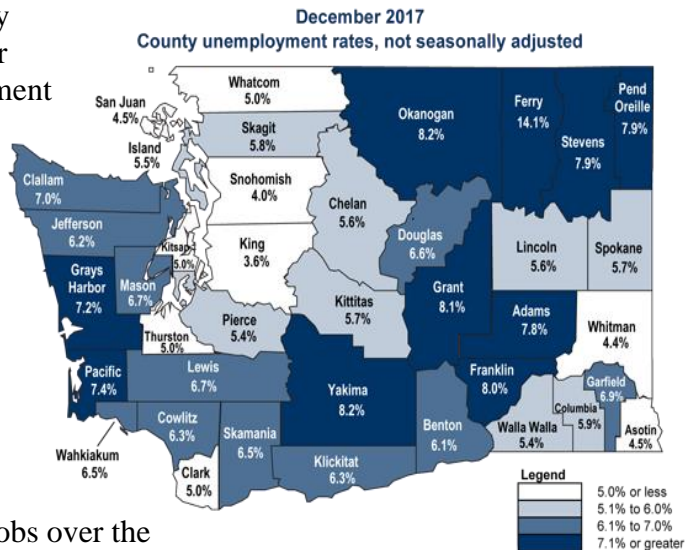 December 2017
County unemployment rates, not seasonally adjusted
y
r
ment
Whatcom
5.0%
San Juan
4.5%
Skagit
5.8%
Island
5.5%
Okanogan
8.2%
Ferry
14.1%
Stevens
7.9%
Pend
Oreille
7.9%
Clallam
7.0%
Snohomish
4.0%
Chelan
5.6%
Jefferson
6.2%
Douglas
6.6%
Kitsap
5.0%
King
3.6%
Lincoln
5.6%
Spokane
5.7%
Grays
Harbor
7.2%
Mason
6.7%
Grant
8.1%
Kittitas
5.7%
Pierce
5.4%
Adams
7.8%
Whitman
4.4%
Thurston
5.0%
Pacific
7.4%
Lewis
6.7%
Yakima
8.2%
Franklin
8.0%
Garfield
6.9%
Columbia
5.9%
Cowlitz
6.3%
Skamania
6.5%
Benton
6.1%
Walla Walla
5.4%
Asotin
4.5%
Wahkiakum
6.5%
Clark
5.0%
Klickitat
6.3%
Legend
5.0% or less
5.1% to 6.0%
6.1% to 7.0%
7.1% or greater
obs over the